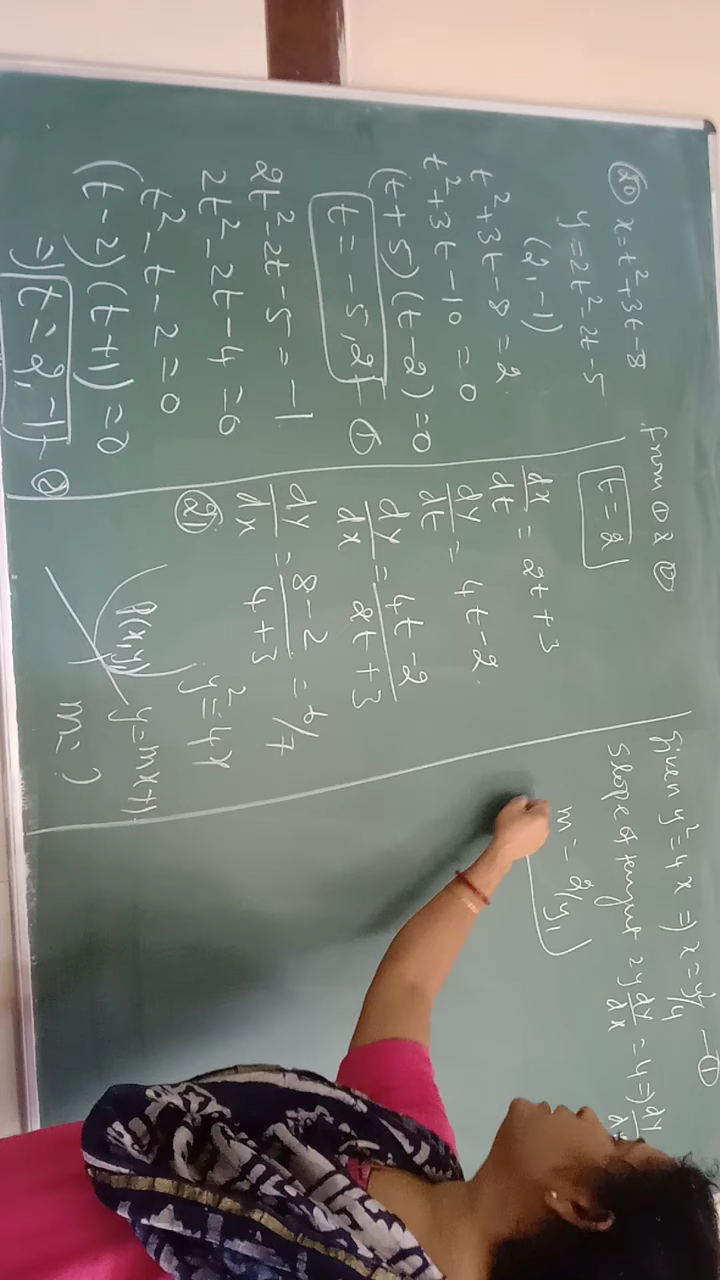 (20) x = t²+3t-8
y = 2t²-2t-5
(2, -1)
t²+3t-8 = 2
t²+3t-10 = 0
(t+5)(t-2) = 0
t = -5, 2 - ①
2t²-2t-5 = -1
2t²-2t-4 = 0
t²-t-2 = 0
(t-2)(t+1) = 0
⇒ t = 2, -1 - ②
from ① & ②
t = 2
dx/dt = 2t+3
dy/dt = 4t-2
dy/dx = 4t-2/2t+3
dy/dx = 8-2/4+3 = 6/7
(21) y² = 4x
P(x₁y₁) y = mx+1
m = ?
Given y² = 4x ⇒ x = y²/4 - ①
Slope of tangent 2y dy/dx = 4 ⇒ dy
m = 2/y₁